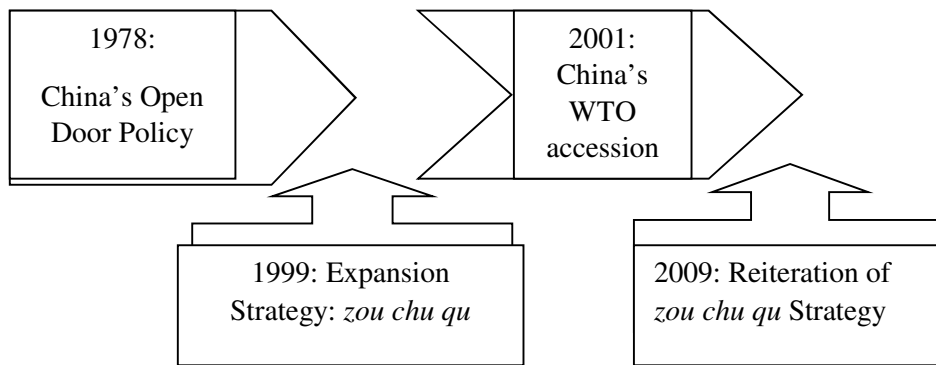 1978:
China’s Open
Door Policy
2001:
China’s
WTO
accession
1999: Expansion
Strategy: zou chu qu
2009: Reiteration of
zou chu qu Strategy